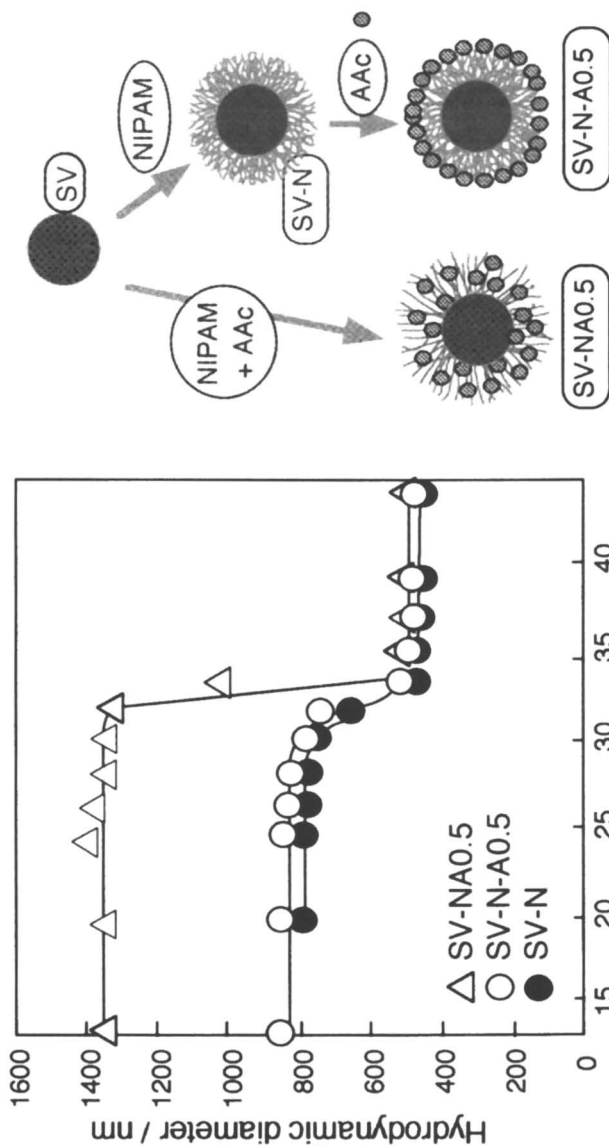 Hydrodynamic diameter / nm
1600
1400
1200
1000
800
600
400
200
0
15
20
25
30
35
40
SV-NA0.5
SV-N-A0.5
SV-N
SV
NIPAM
NIPAM
+ AAc
SV-N
AAc
SV-NA0.5
SV-N-A0.5